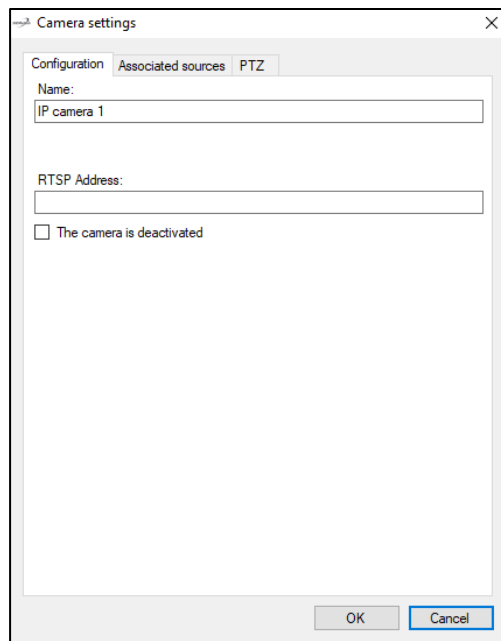 Camera settings
Configuration Associated sources PTZ
Name:
IP camera 1
RTSP Address:
The camera is deactivated
OK Cancel